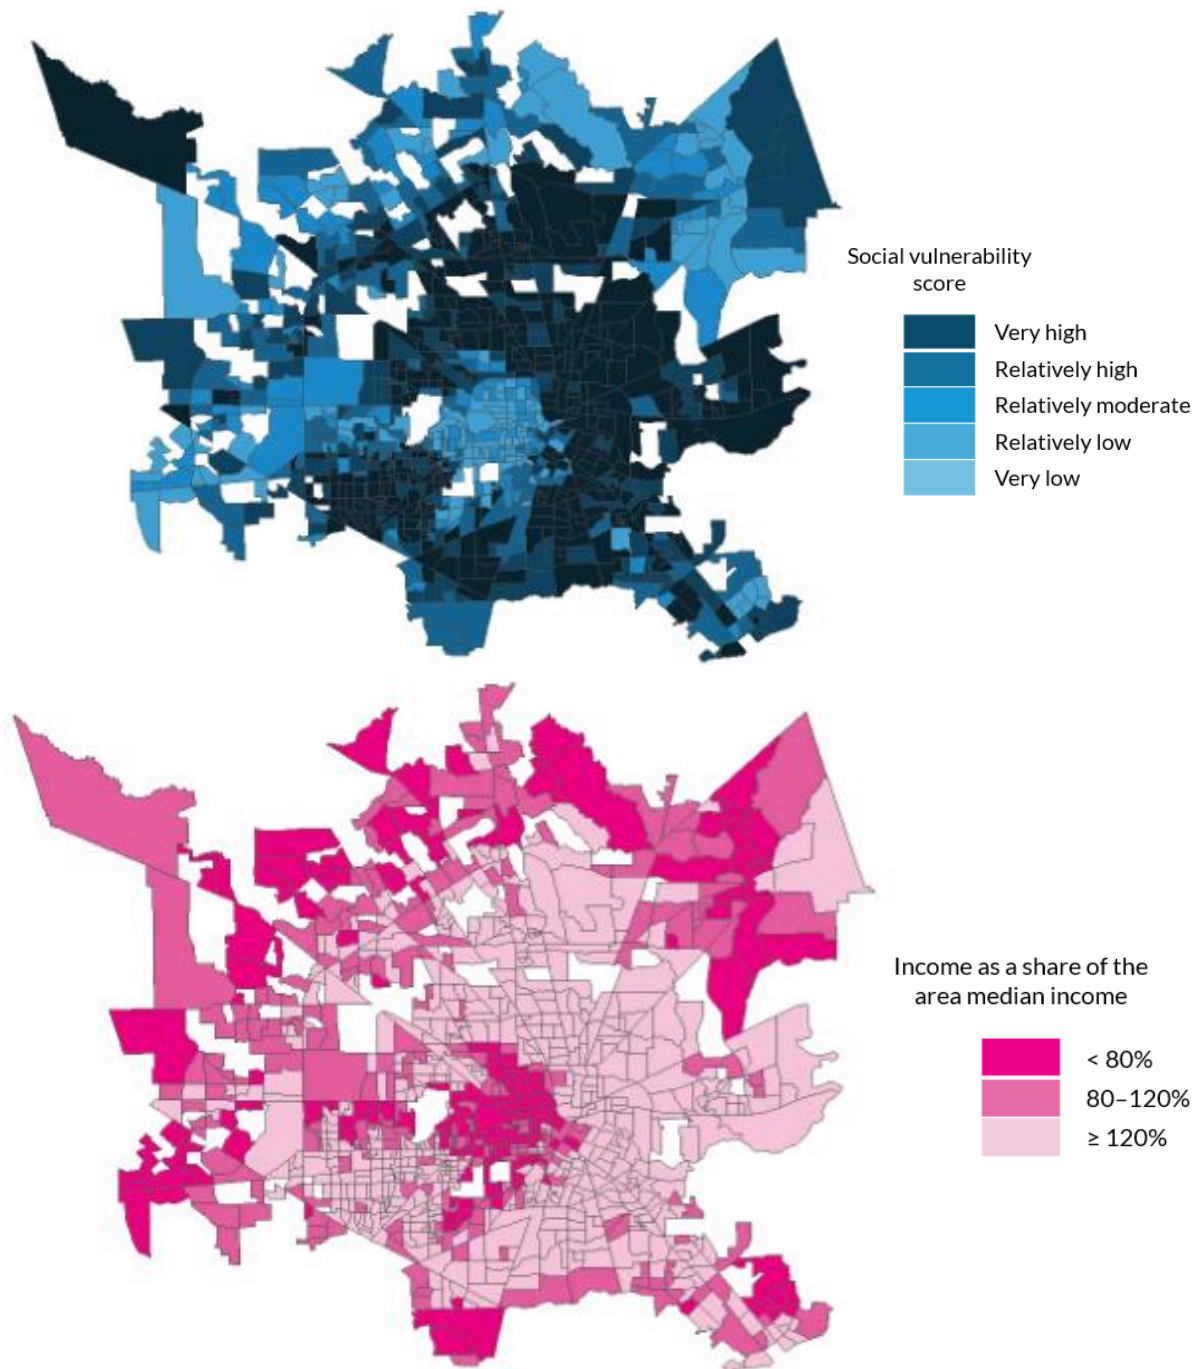 Social vulnerability
score
Very high
Relatively high
Relatively moderate
Relatively low
Very low
Income as a share of the
area median income
< 80%
80–120%
≥ 120%